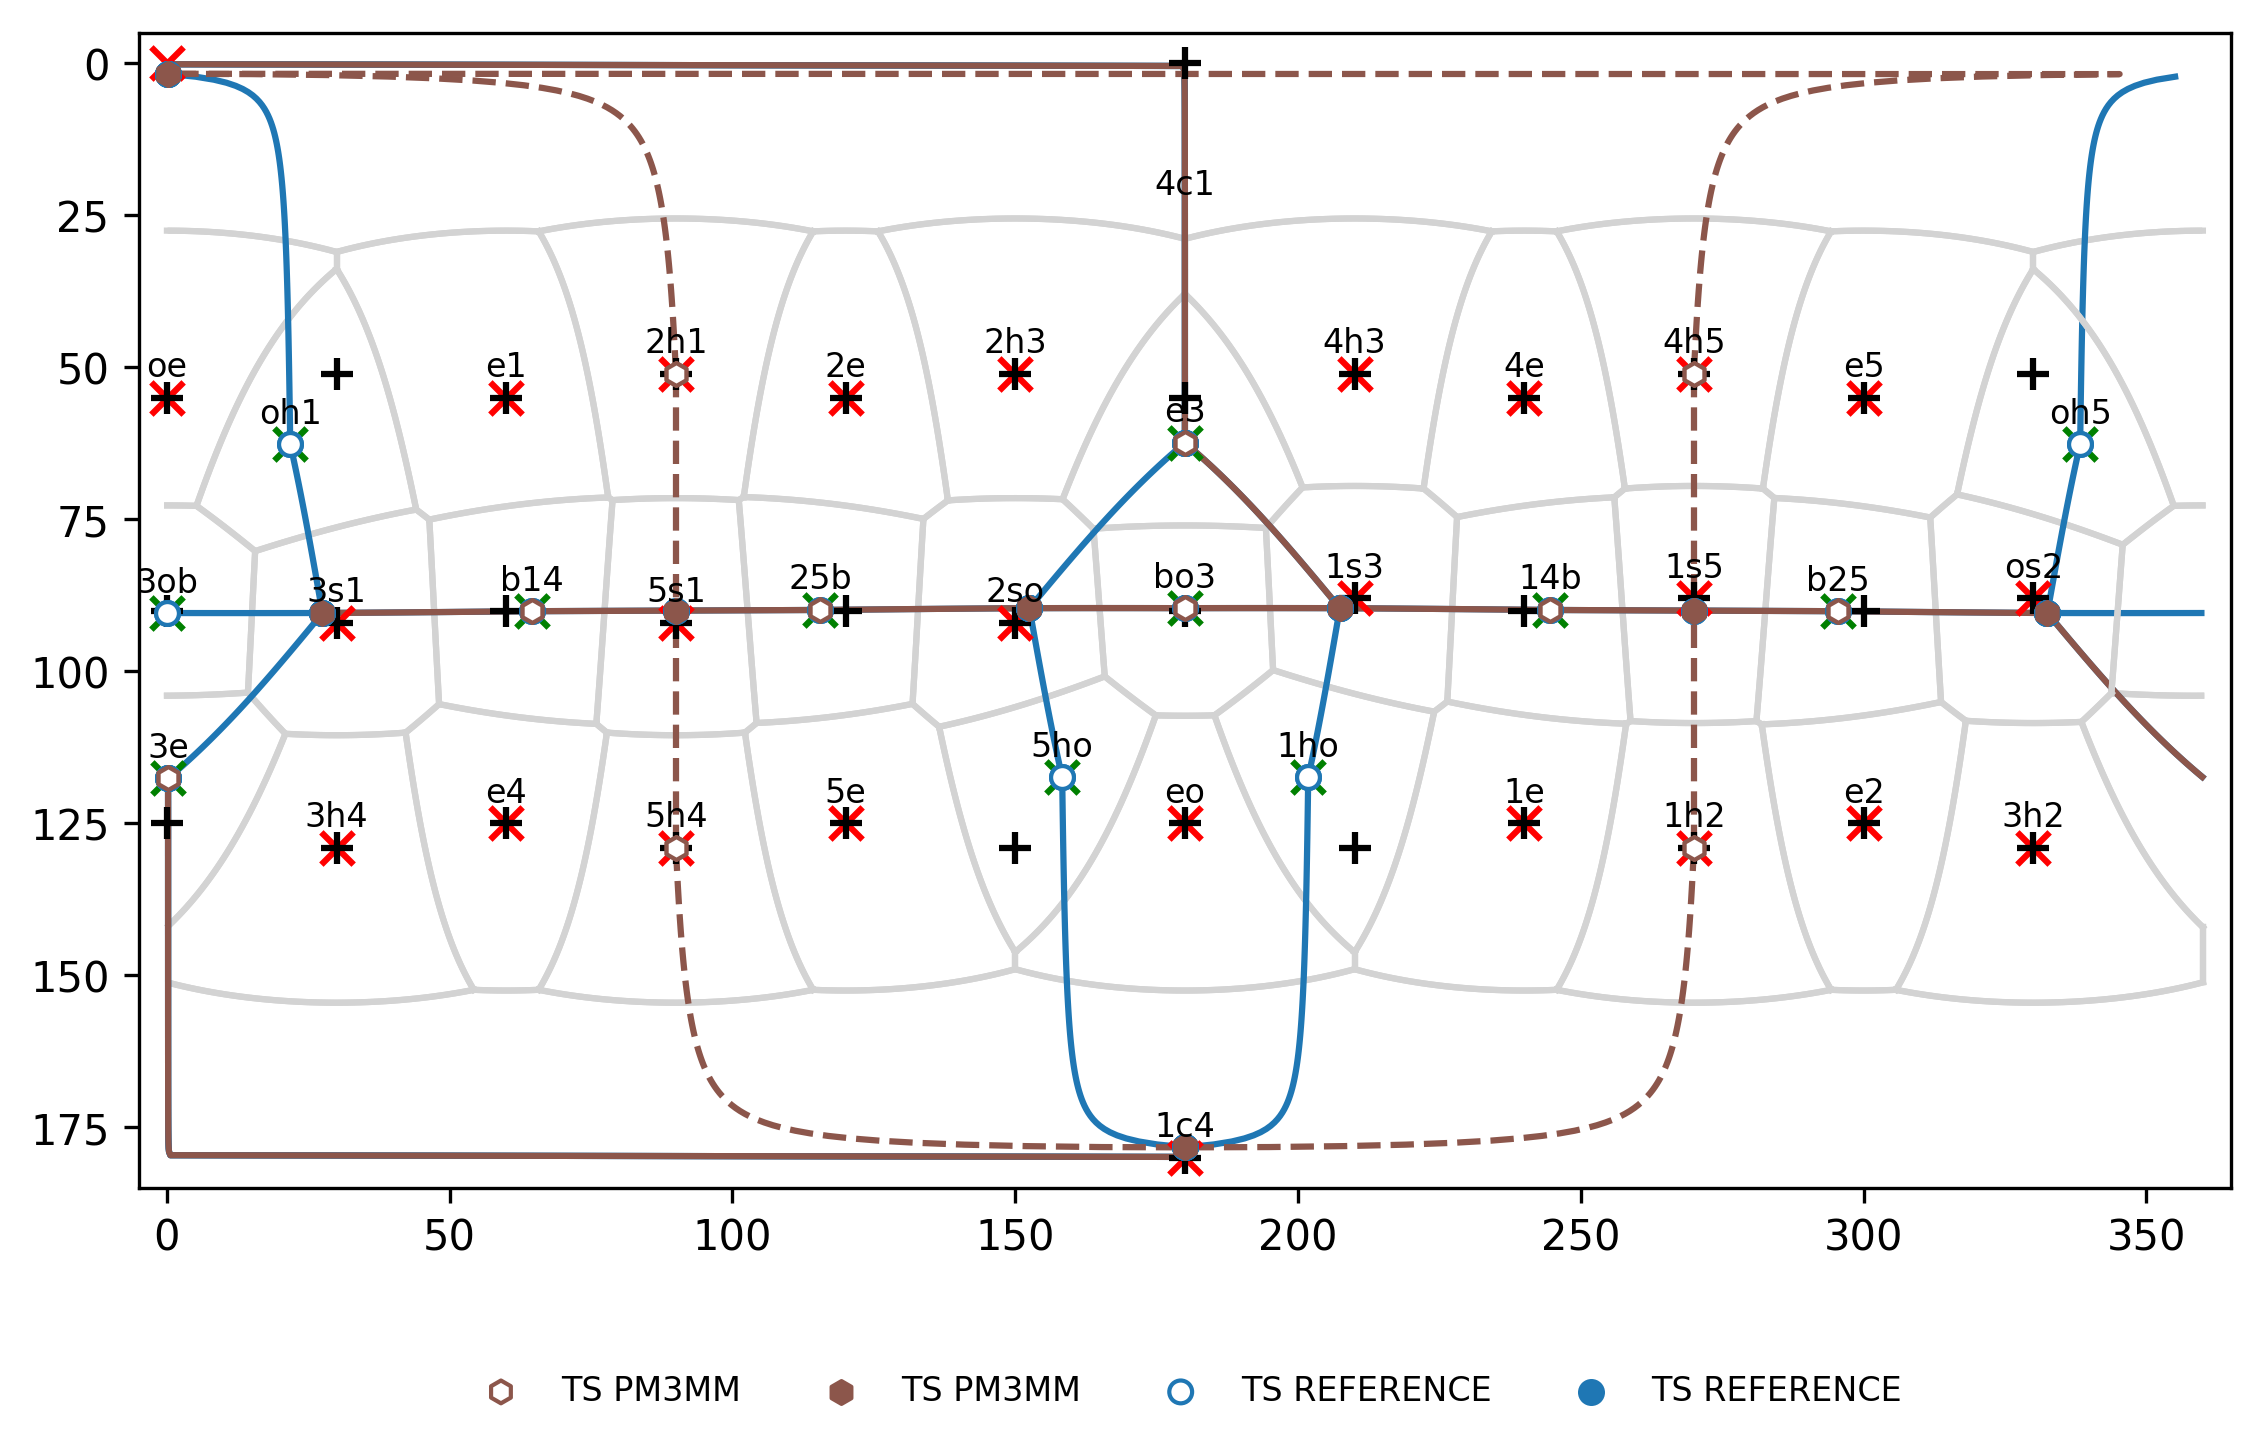 0
4c1
25
2h1 2h3 4h3 4h5
50 oe e1 2e 4e e5
oh1 e3 oh5
75
3ob 3s1 b14 5s1 25b 2so bo3 1s3 14b 1s5 b25 os2
100
3e 5ho 1ho
125 3h4 e4 5h4 5e eo 1e 1h2 e2 3h2
150
175 1c4
0 50 100 150 200 250 300 350
TS PM3MM TS PM3MM TS REFERENCE TS REFERENCE